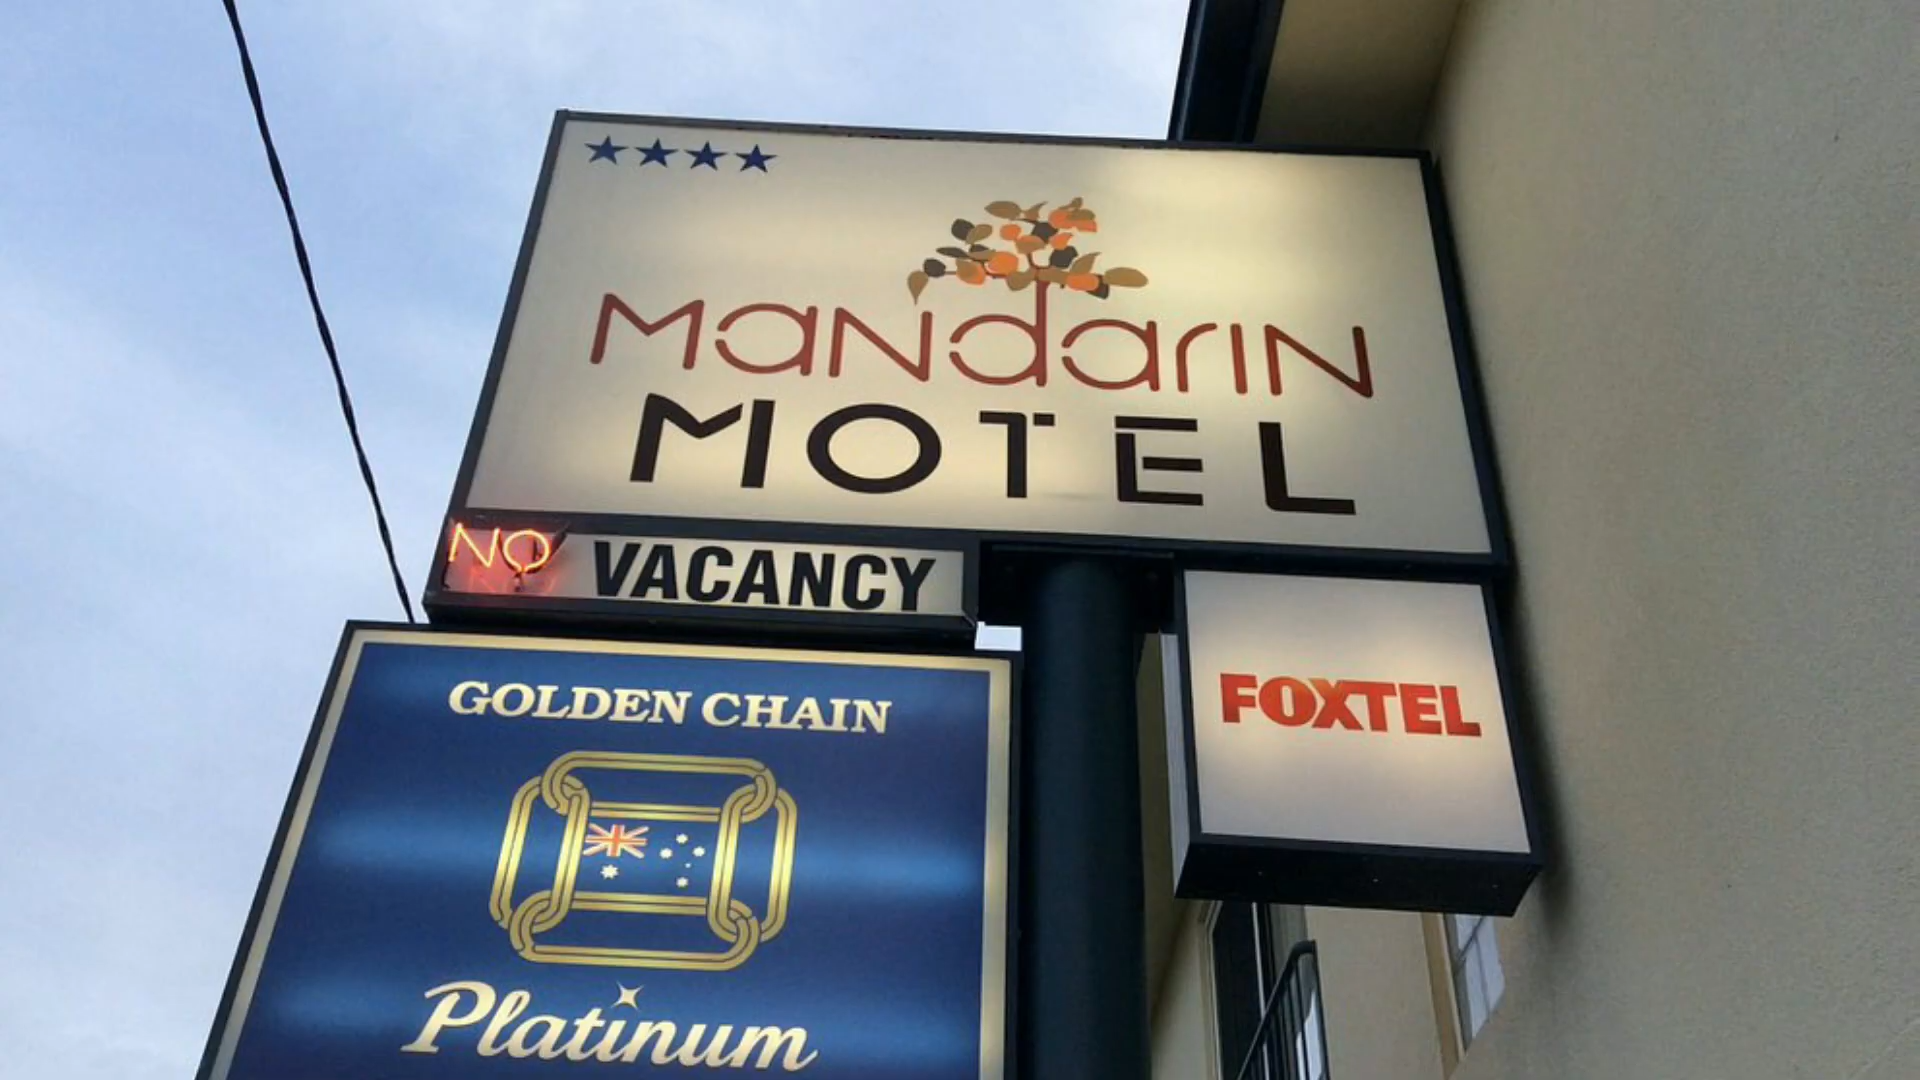 MaNdarIN
MOTEL
NO VACANCY
GOLDEN CHAIN
Platinum
FOXTEL